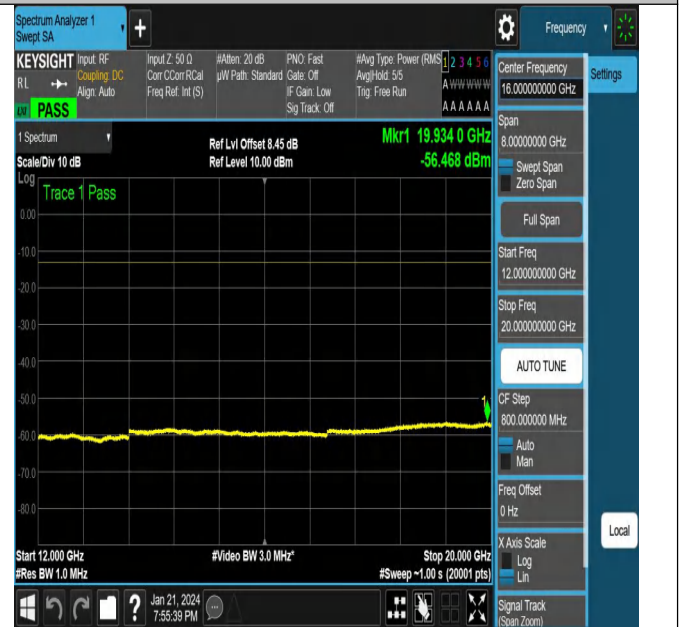 Spectrum Analyzer 1
Swept SA
+
Frequency
KEYSIGHT
RL
LXI
PASS
Input: RF
Coupling: DC
Align: Auto
Input Z: 50 Ω
Corr CCorr RCal
Freq Ref: Int (S)
#Atten: 20 dB
µW Path: Standard
PNO: Fast
Gate: Off
IF Gain: Low
Sig Track: Off
#Avg Type: Power (RMS
Avg|Hold: 5/5
Trig: Free Run
1 2 3 4 5 6
A W W W W W
A A A A A A
Center Frequency
16.000000000 GHz
Settings
Span
8.00000000 GHz
Swept Span
Zero Span
Full Span
Start Freq
12.000000000 GHz
Stop Freq
20.000000000 GHz
AUTO TUNE
CF Step
800.000000 MHz
Auto
Man
Freq Offset
0 Hz
X Axis Scale
Log
Lin
Local
Signal Track
(Span Zoom)
1 Spectrum
Scale/Div 10 dB
Ref Lvl Offset 8.45 dB
Ref Level 10.00 dBm
Mkr1 19.934 0 GHz
-56.468 dBm
Log
Trace 1 Pass
0.00
-10.0
-20.0
-30.0
-40.0
-50.0
-60.0
-70.0
-80.0
1
Start 12.000 GHz
#Res BW 1.0 MHz
#Video BW 3.0 MHz*
Stop 20.000 GHz
#Sweep ~1.00 s (20001 pts)
?
Jan 21, 2024
7:55:39 PM